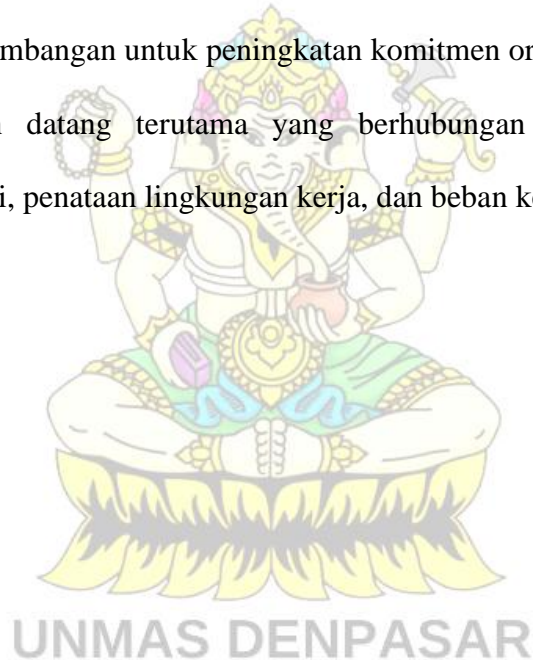 mbangan untuk peningkatan komitmen or
datang terutama yang berhubungan
i, penataan lingkungan kerja, dan beban ke
UNMAS DENPASAR